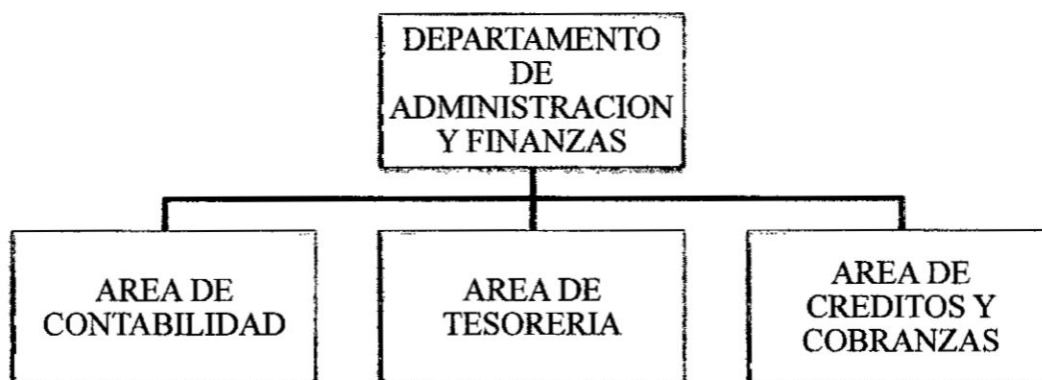 DEPARTAMENTO
DE
ADMINISTRACION
Y FINANZAS
AREA DE
CONTABILIDAD
AREA DE
TESORERIA
AREA DE
CREDITOS Y
COBRANZAS